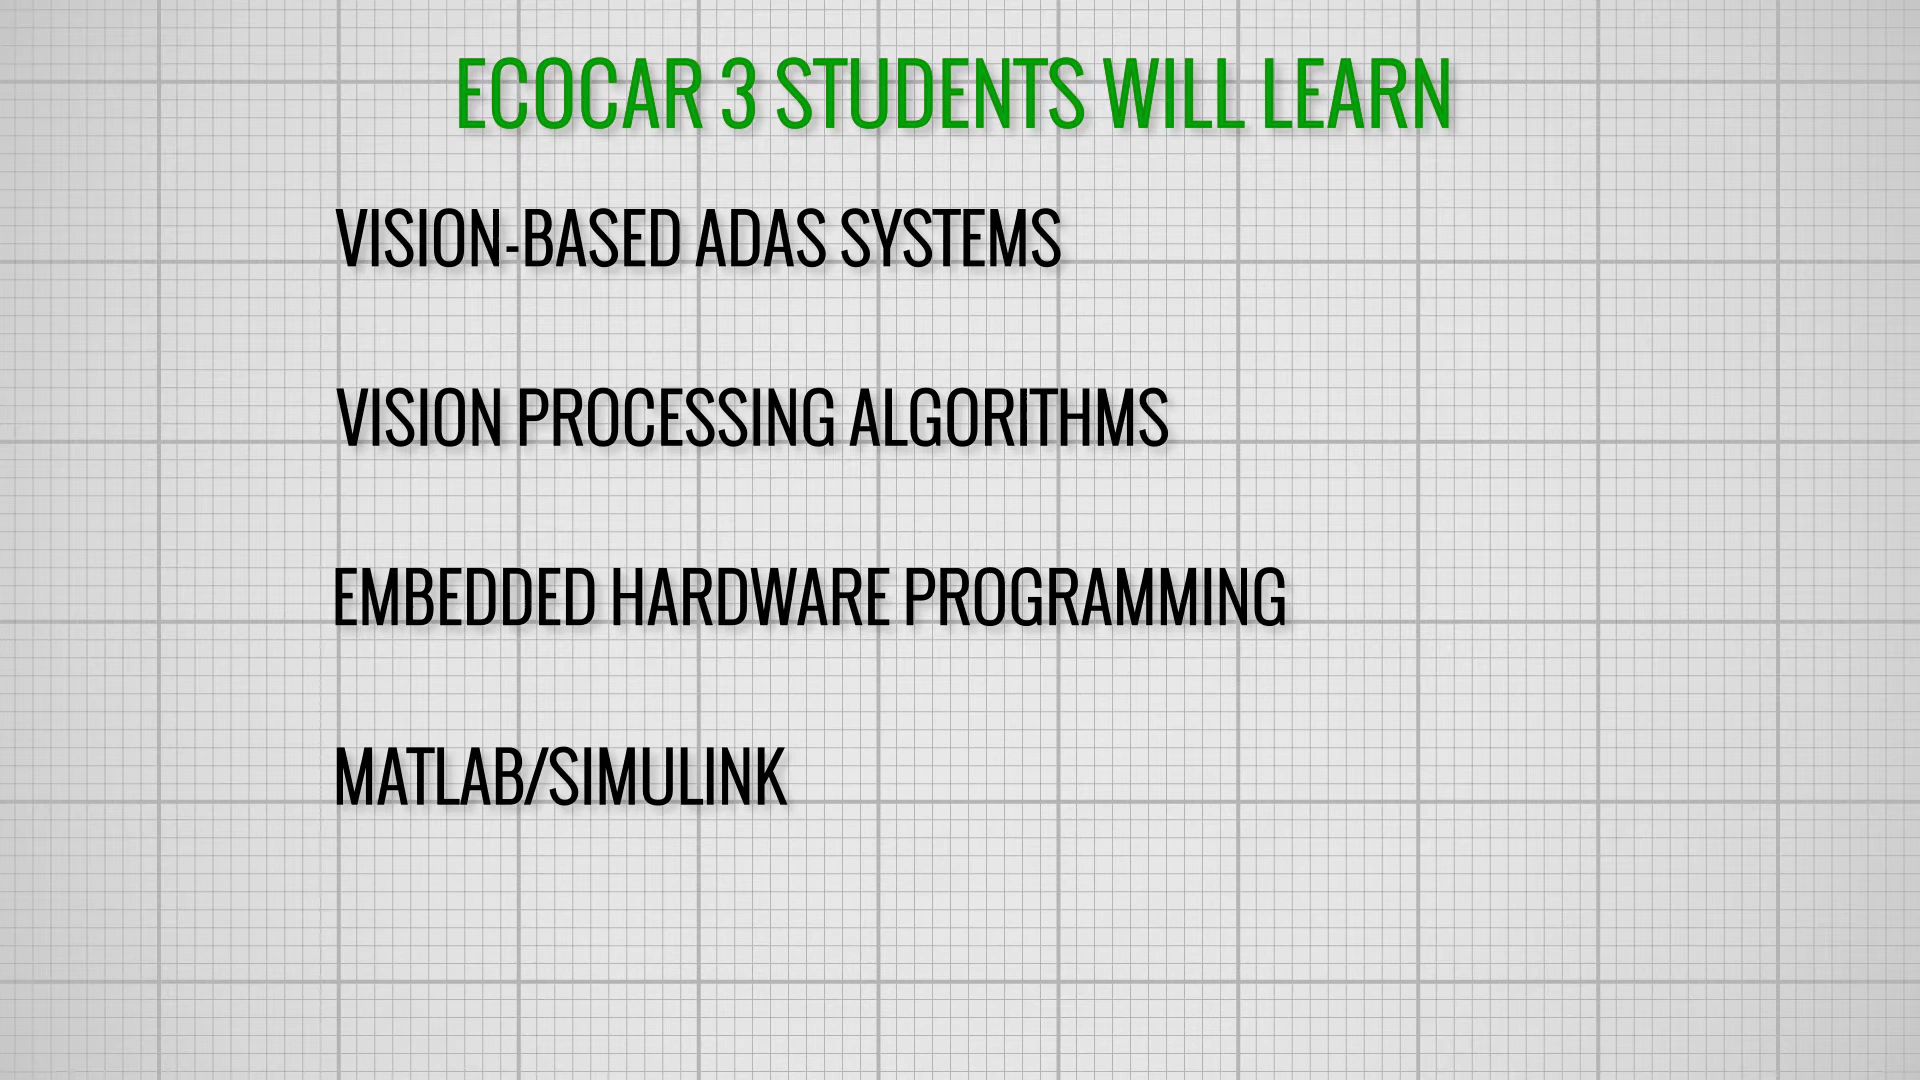 ECOCAR 3 STUDENTS WILL LEARN
VISION-BASED ADAS SYSTEMS
VISION PROCESSING ALGORITHMS
EMBEDDED HARDWARE PROGRAMMING
MATLAB/SIMULINK